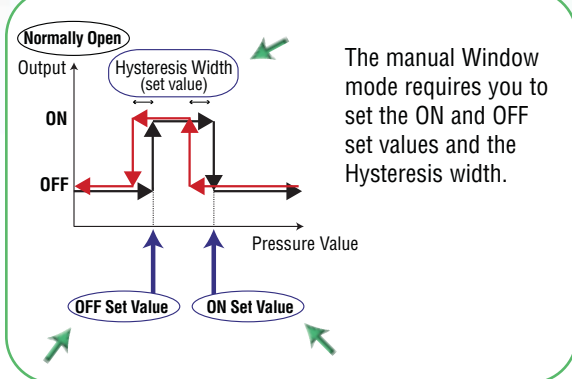 Normally Open
Output
Hysteresis Width
(set value)
ON
OFF
Pressure Value
OFF Set Value
ON Set Value
The manual Window
mode requires you to
set the ON and OFF
set values and the
Hysteresis width.